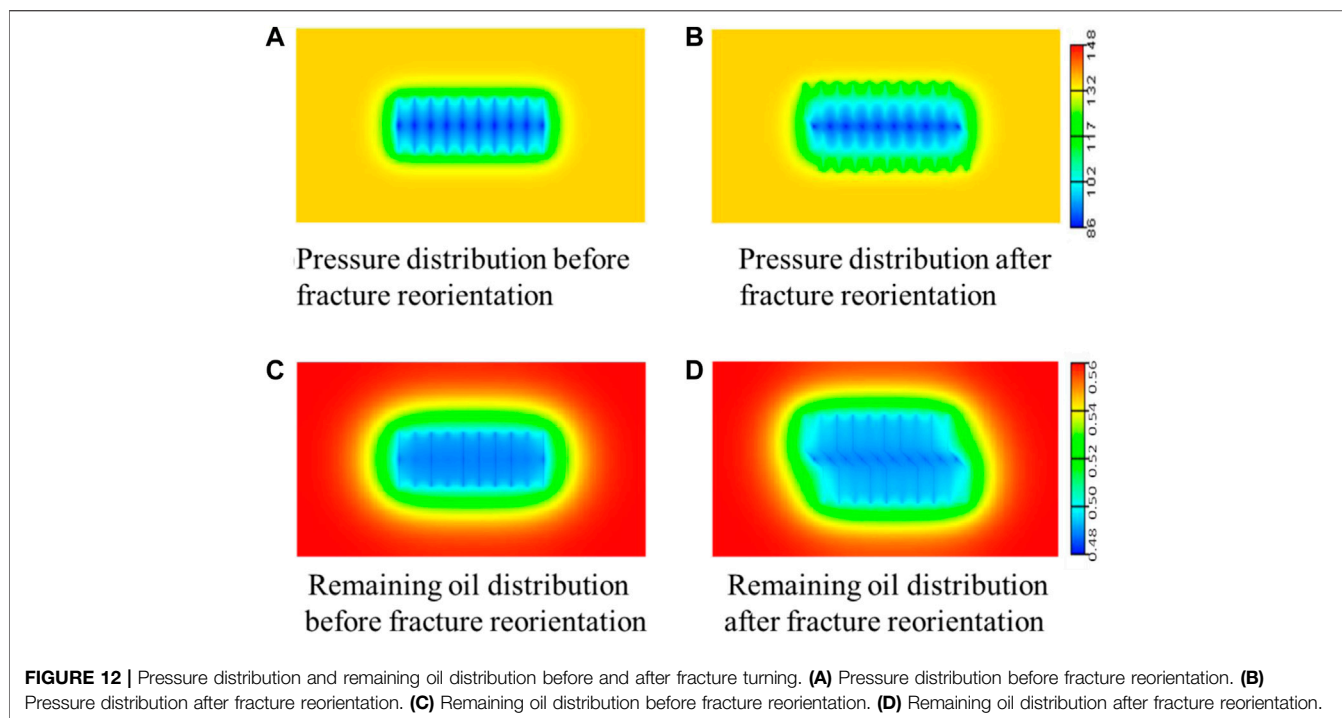 A
B
148
132
117
102
86
Pressure distribution before
fracture reorientation
Pressure distribution after
fracture reorientation
C
D
0.56
0.54
0.52
0.50
0.48
Remaining oil distribution
before fracture reorientation
Remaining oil distribution
after fracture reorientation
FIGURE 12 | Pressure distribution and remaining oil distribution before and after fracture turning. (A) Pressure distribution before fracture reorientation. (B)
Pressure distribution after fracture reorientation. (C) Remaining oil distribution before fracture reorientation. (D) Remaining oil distribution after fracture reorientation.